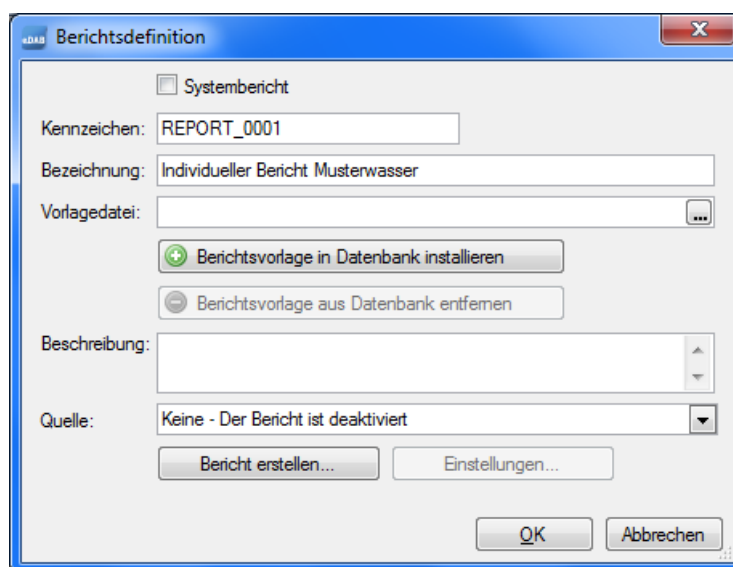 eDAB Berichtsdefinition
Systembericht
Kennzeichen: REPORT_0001
Bezeichnung: Individueller Bericht Musterwasser
Vorlagedatei: ...
Berichtsvorlage in Datenbank installieren
Berichtsvorlage aus Datenbank entfernen
Beschreibung:
Quelle: Keine - Der Bericht ist deaktiviert
Bericht erstellen... Einstellungen...
OK Abbrechen